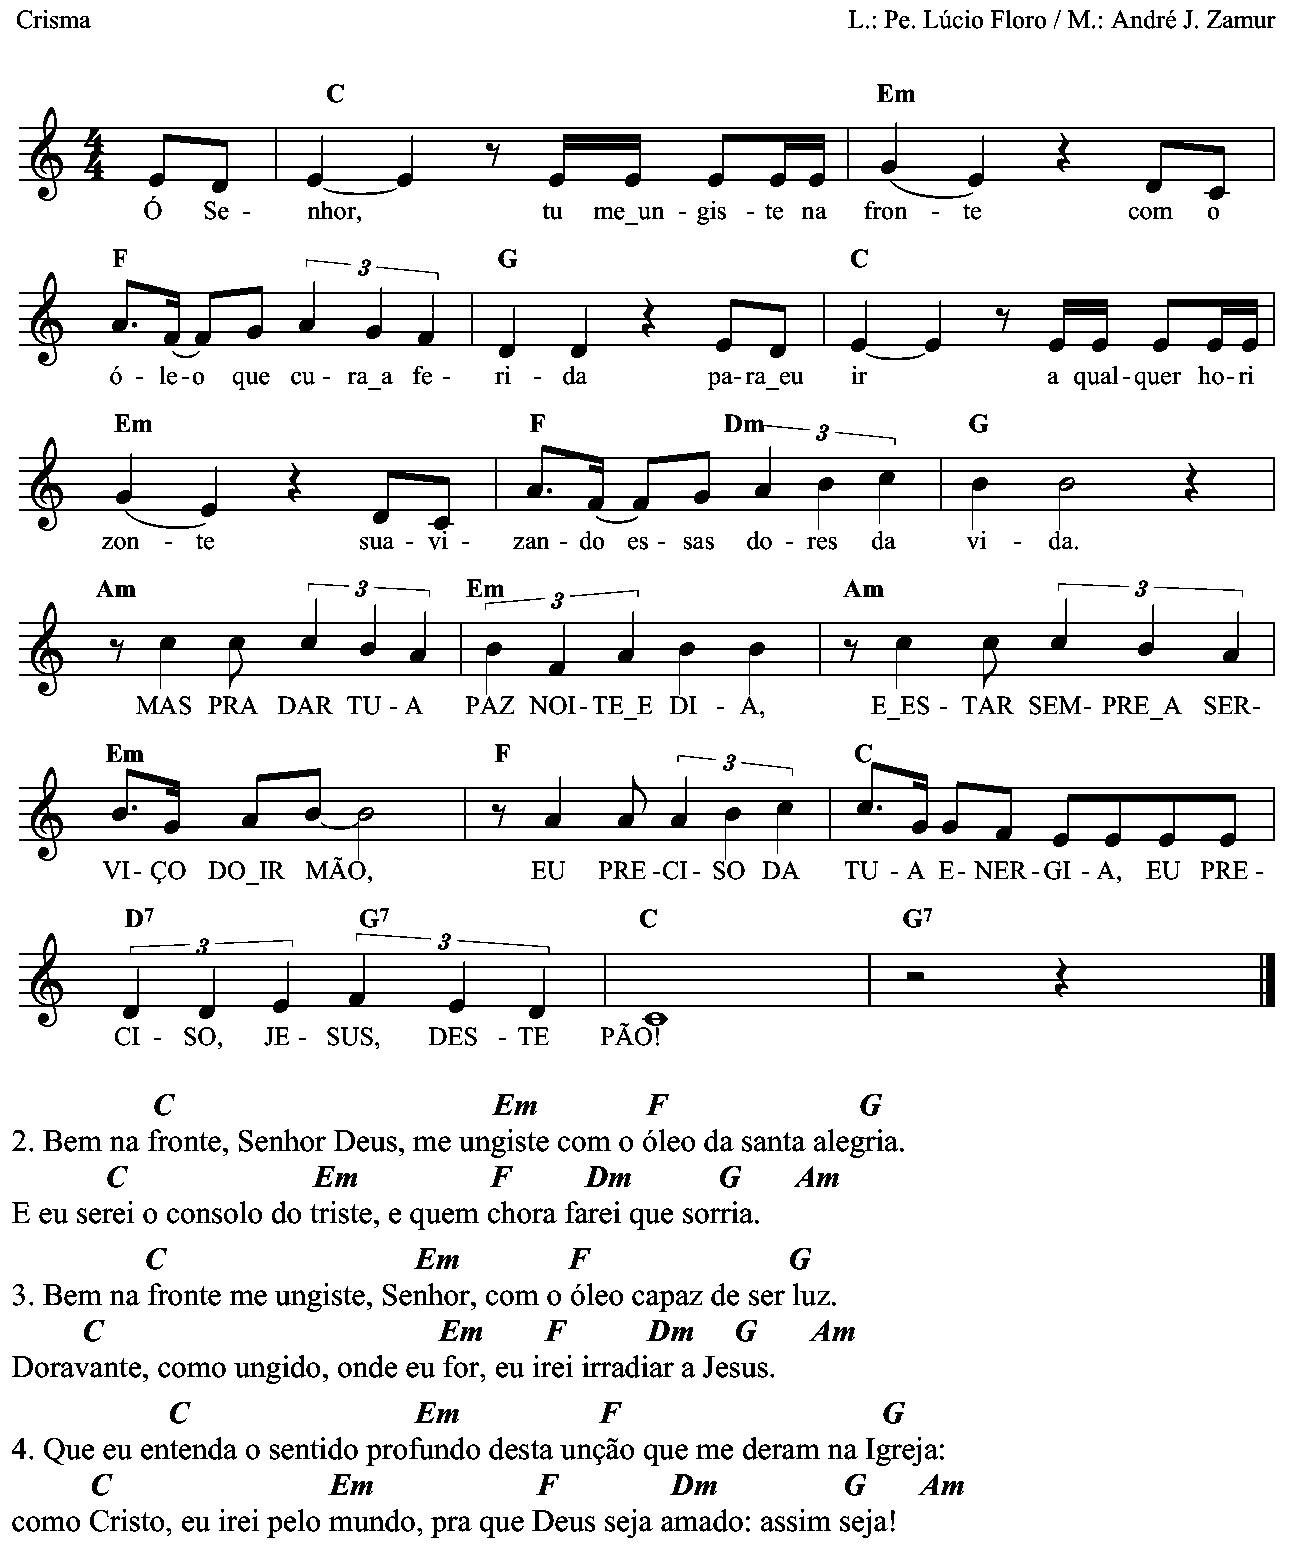 Crisma L.: Pe. Lúcio Floro / M.: André J. Zamur
C Em
4 4
Ó Se - nhor, tu me_un - gis - te na fron - te com o
F 3 G C
ó - le-o que cu - ra_a fe - ri - da pa-ra_eu ir a qual-quer ho-ri
Em F Dm 3 G
zon - te sua - vi - zan - do es - sas do - res da vi - da.
Am 3 Em 3 Am 3
MAS PRA DAR TU - A PAZ NOI-TE_E DI - A, E_ES - TAR SEM-PRE_A SER-
Em F 3 C
VI-ÇO DO_IR MÃO, EU PRE-CI-SO DA TU - A E-NER-GI-A, EU PRE -
D7 3 G7 3 C G7
CI - SO, JE - SUS, DES - TE PÃO!
C Em F G
2. Bem na fronte, Senhor Deus, me ungiste com o óleo da santa alegria.
C Em F Dm G Am
E eu serei o consolo do triste, e quem chora farei que sorria.
C Em F G
3. Bem na fronte me ungiste, Senhor, com o óleo capaz de ser luz.
C Em F Dm G Am
Doravante, como ungido, onde eu for, eu irei irradiar a Jesus.
C Em F G
4. Que eu entenda o sentido profundo desta unção que me deram na Igreja:
C Em F Dm G Am
como Cristo, eu irei pelo mundo, pra que Deus seja amado: assim seja!